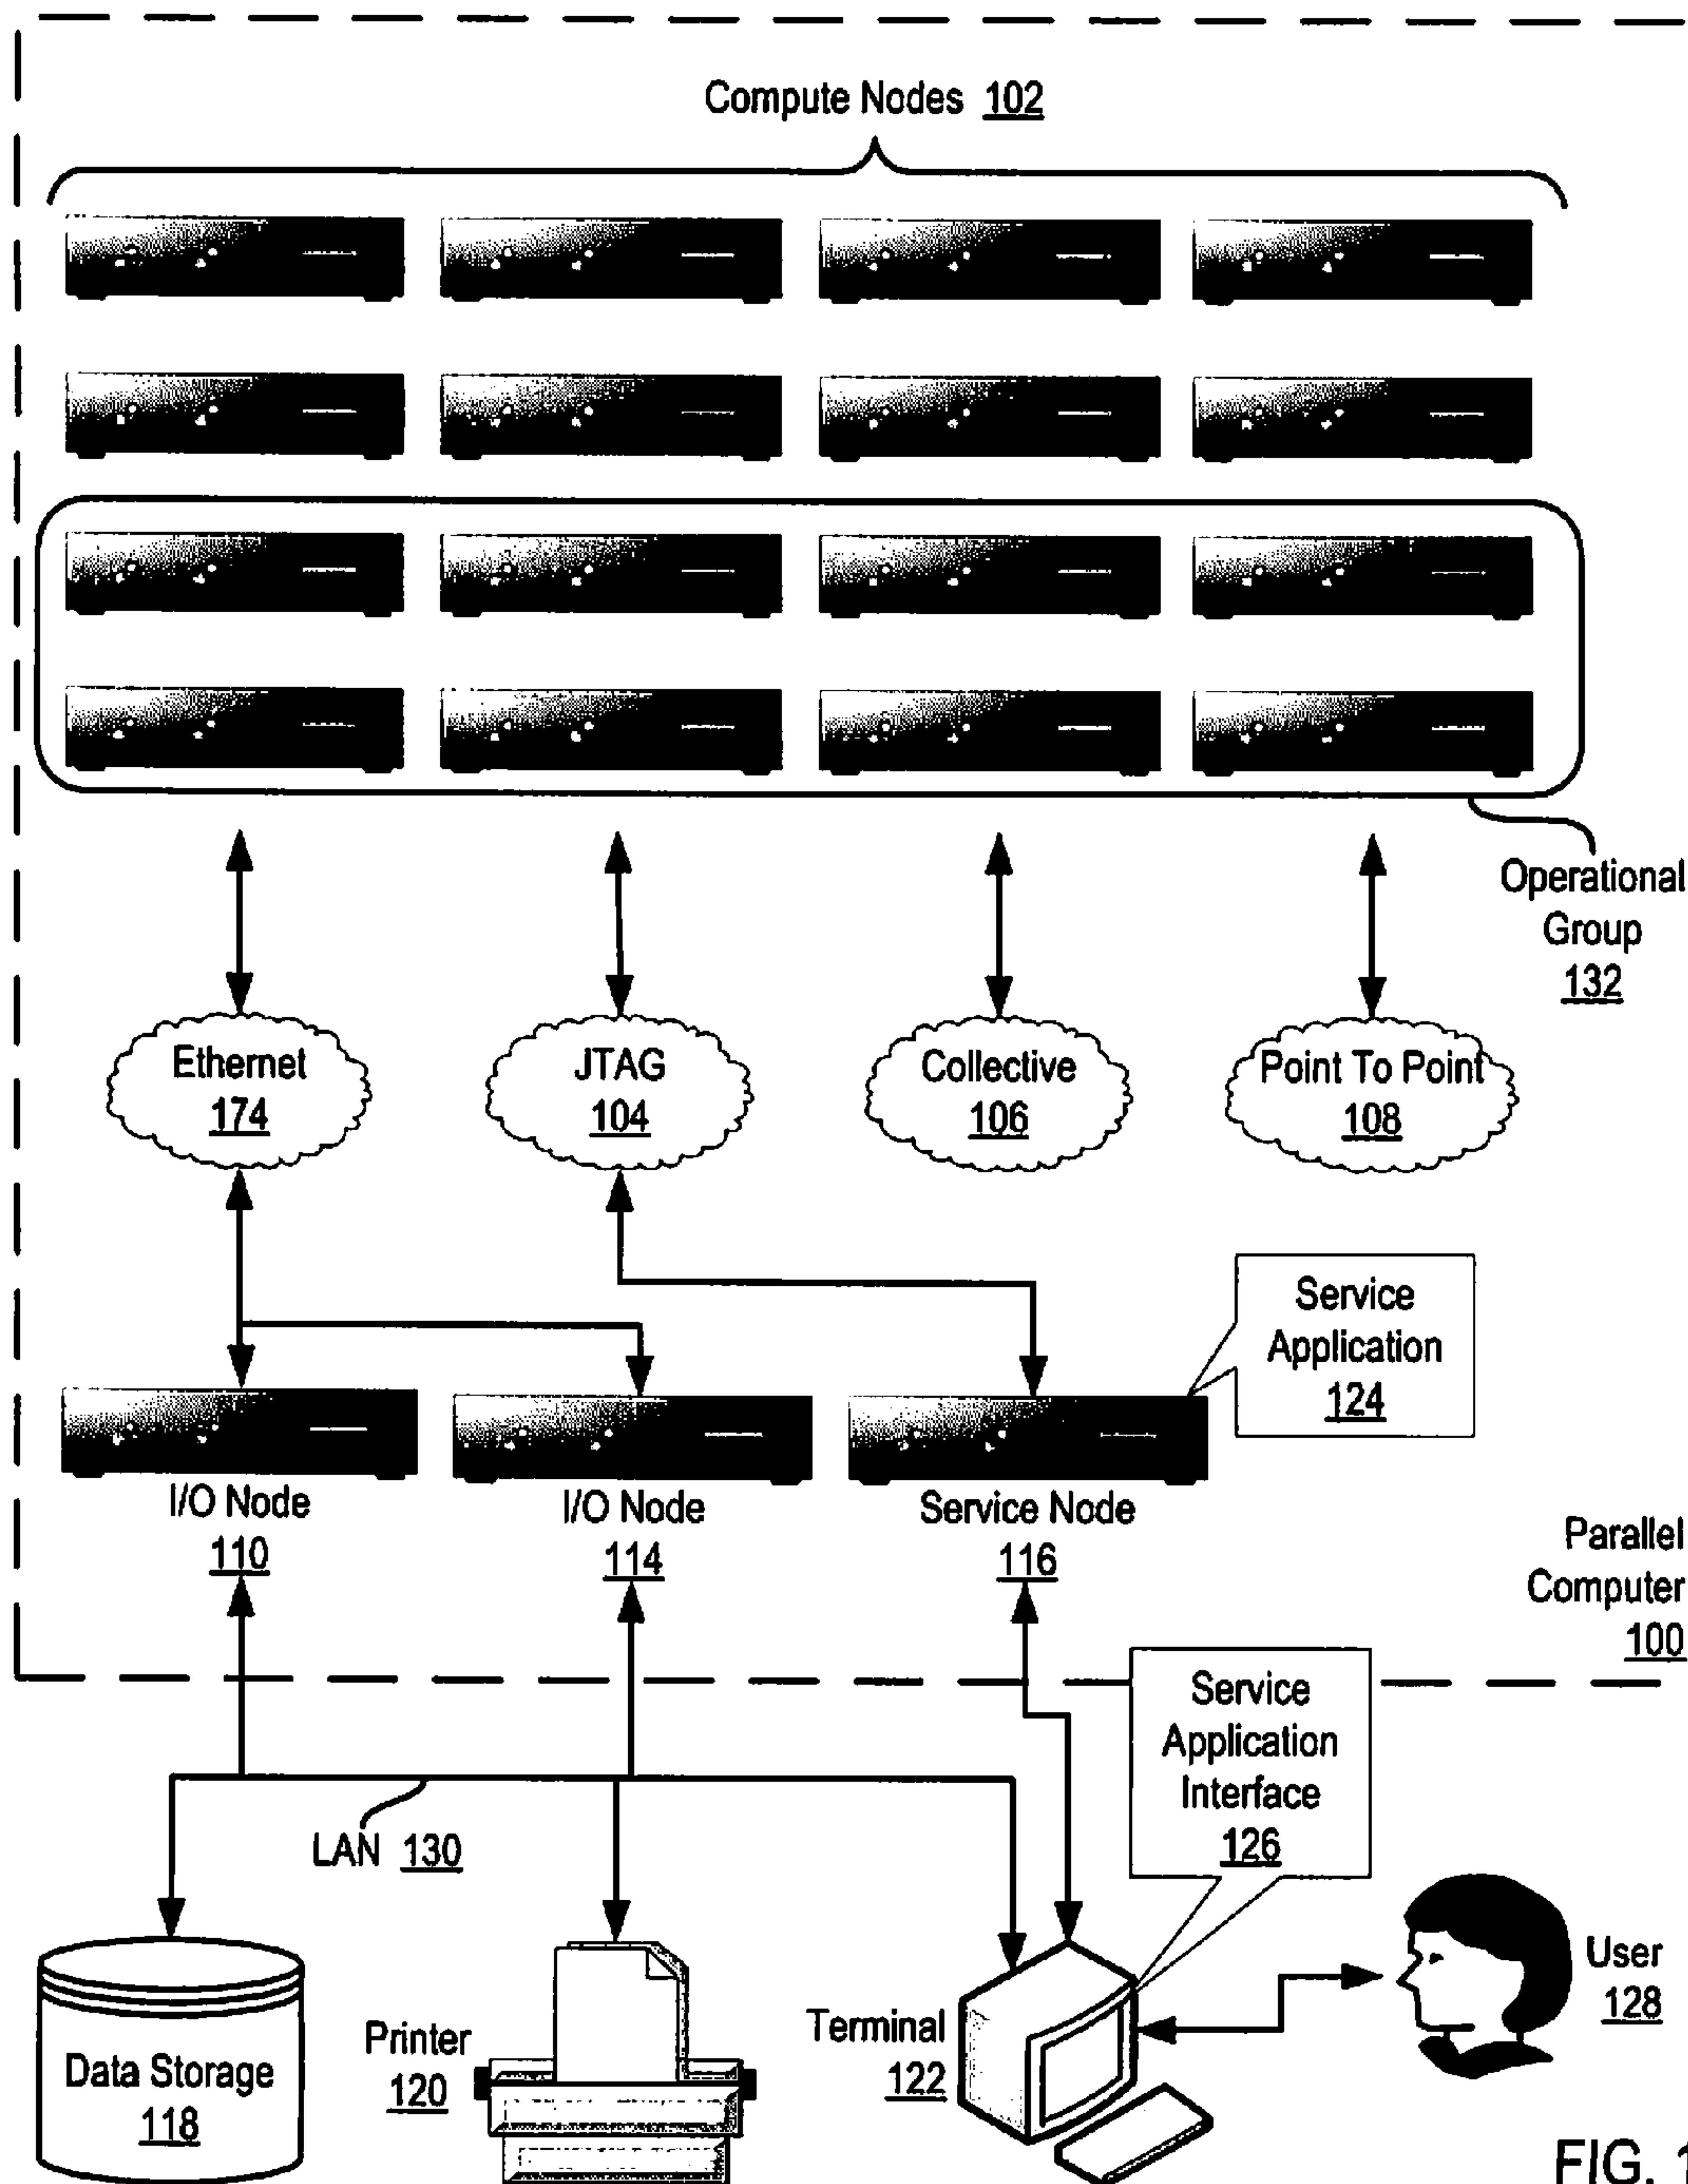 Compute Nodes 102
Operational
Group
132
Ethernet
174
JTAG
104
Collective
106
Point To Point
108
Service
Application
124
I/O Node
110
I/O Node
114
Service Node
116
Parallel
Computer
100
Service
Application
Interface
126
LAN 130
Data Storage
118
Printer
120
Terminal
122
User
128
FIG. 1